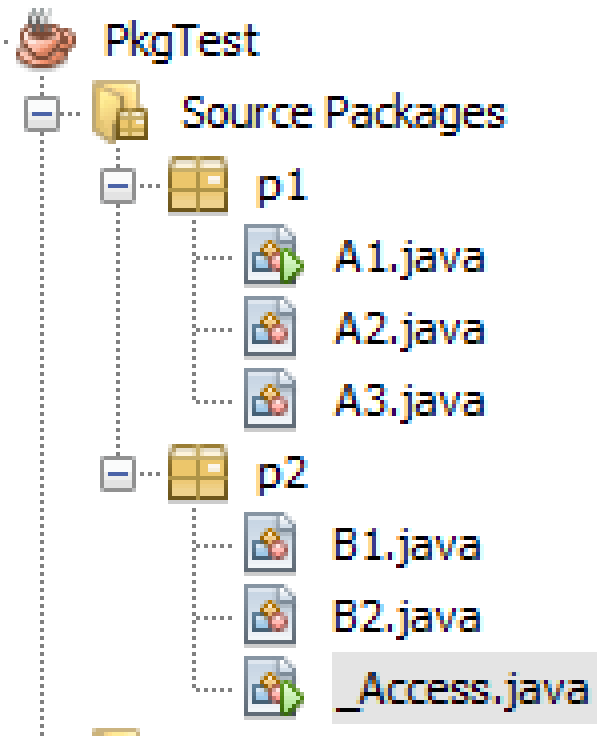 PkgTest
Source Packages
p1
A1.java
A2.java
A3.java
p2
B1.java
B2.java
_Access.java